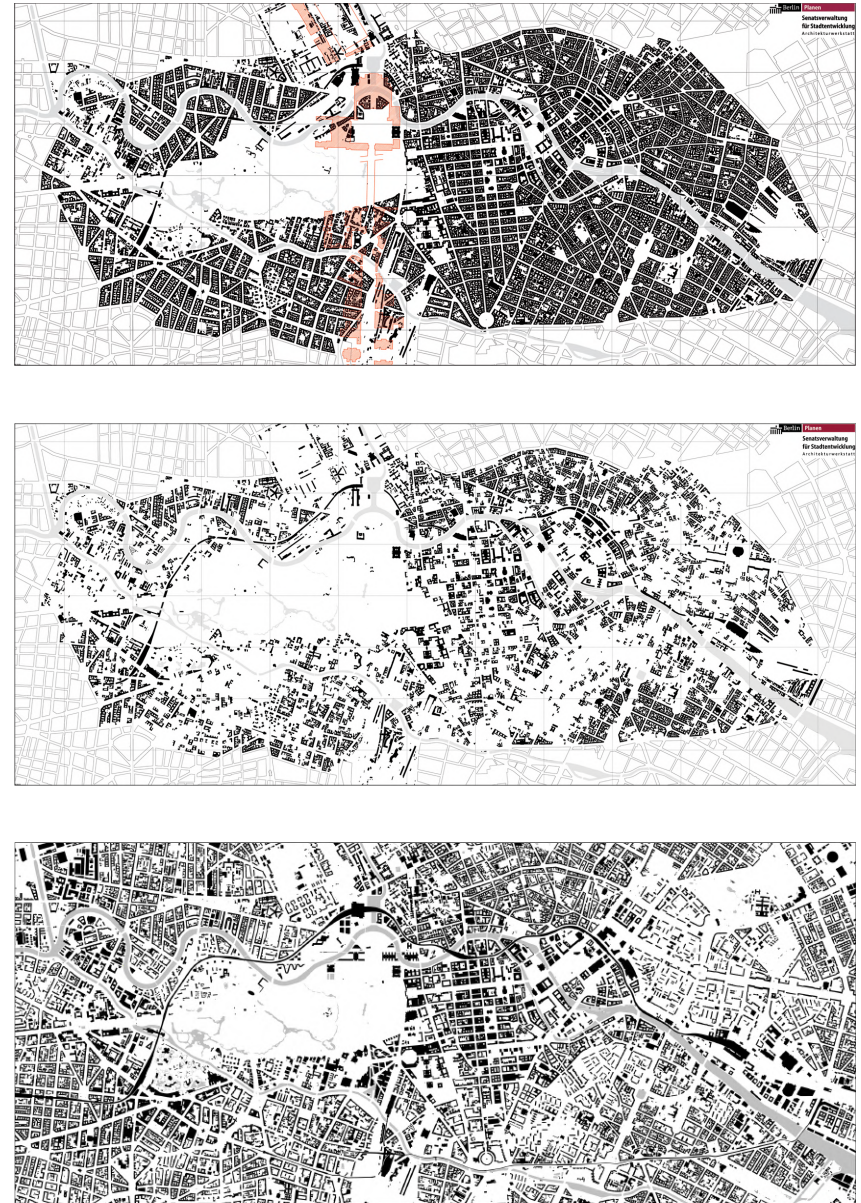 Berlin Planen
Senatsverwaltung
für Stadtentwicklung
Architekturwerkstatt
Berlin Planen
Senatsverwaltung
für Stadtentwicklung
Architekturwerkstatt